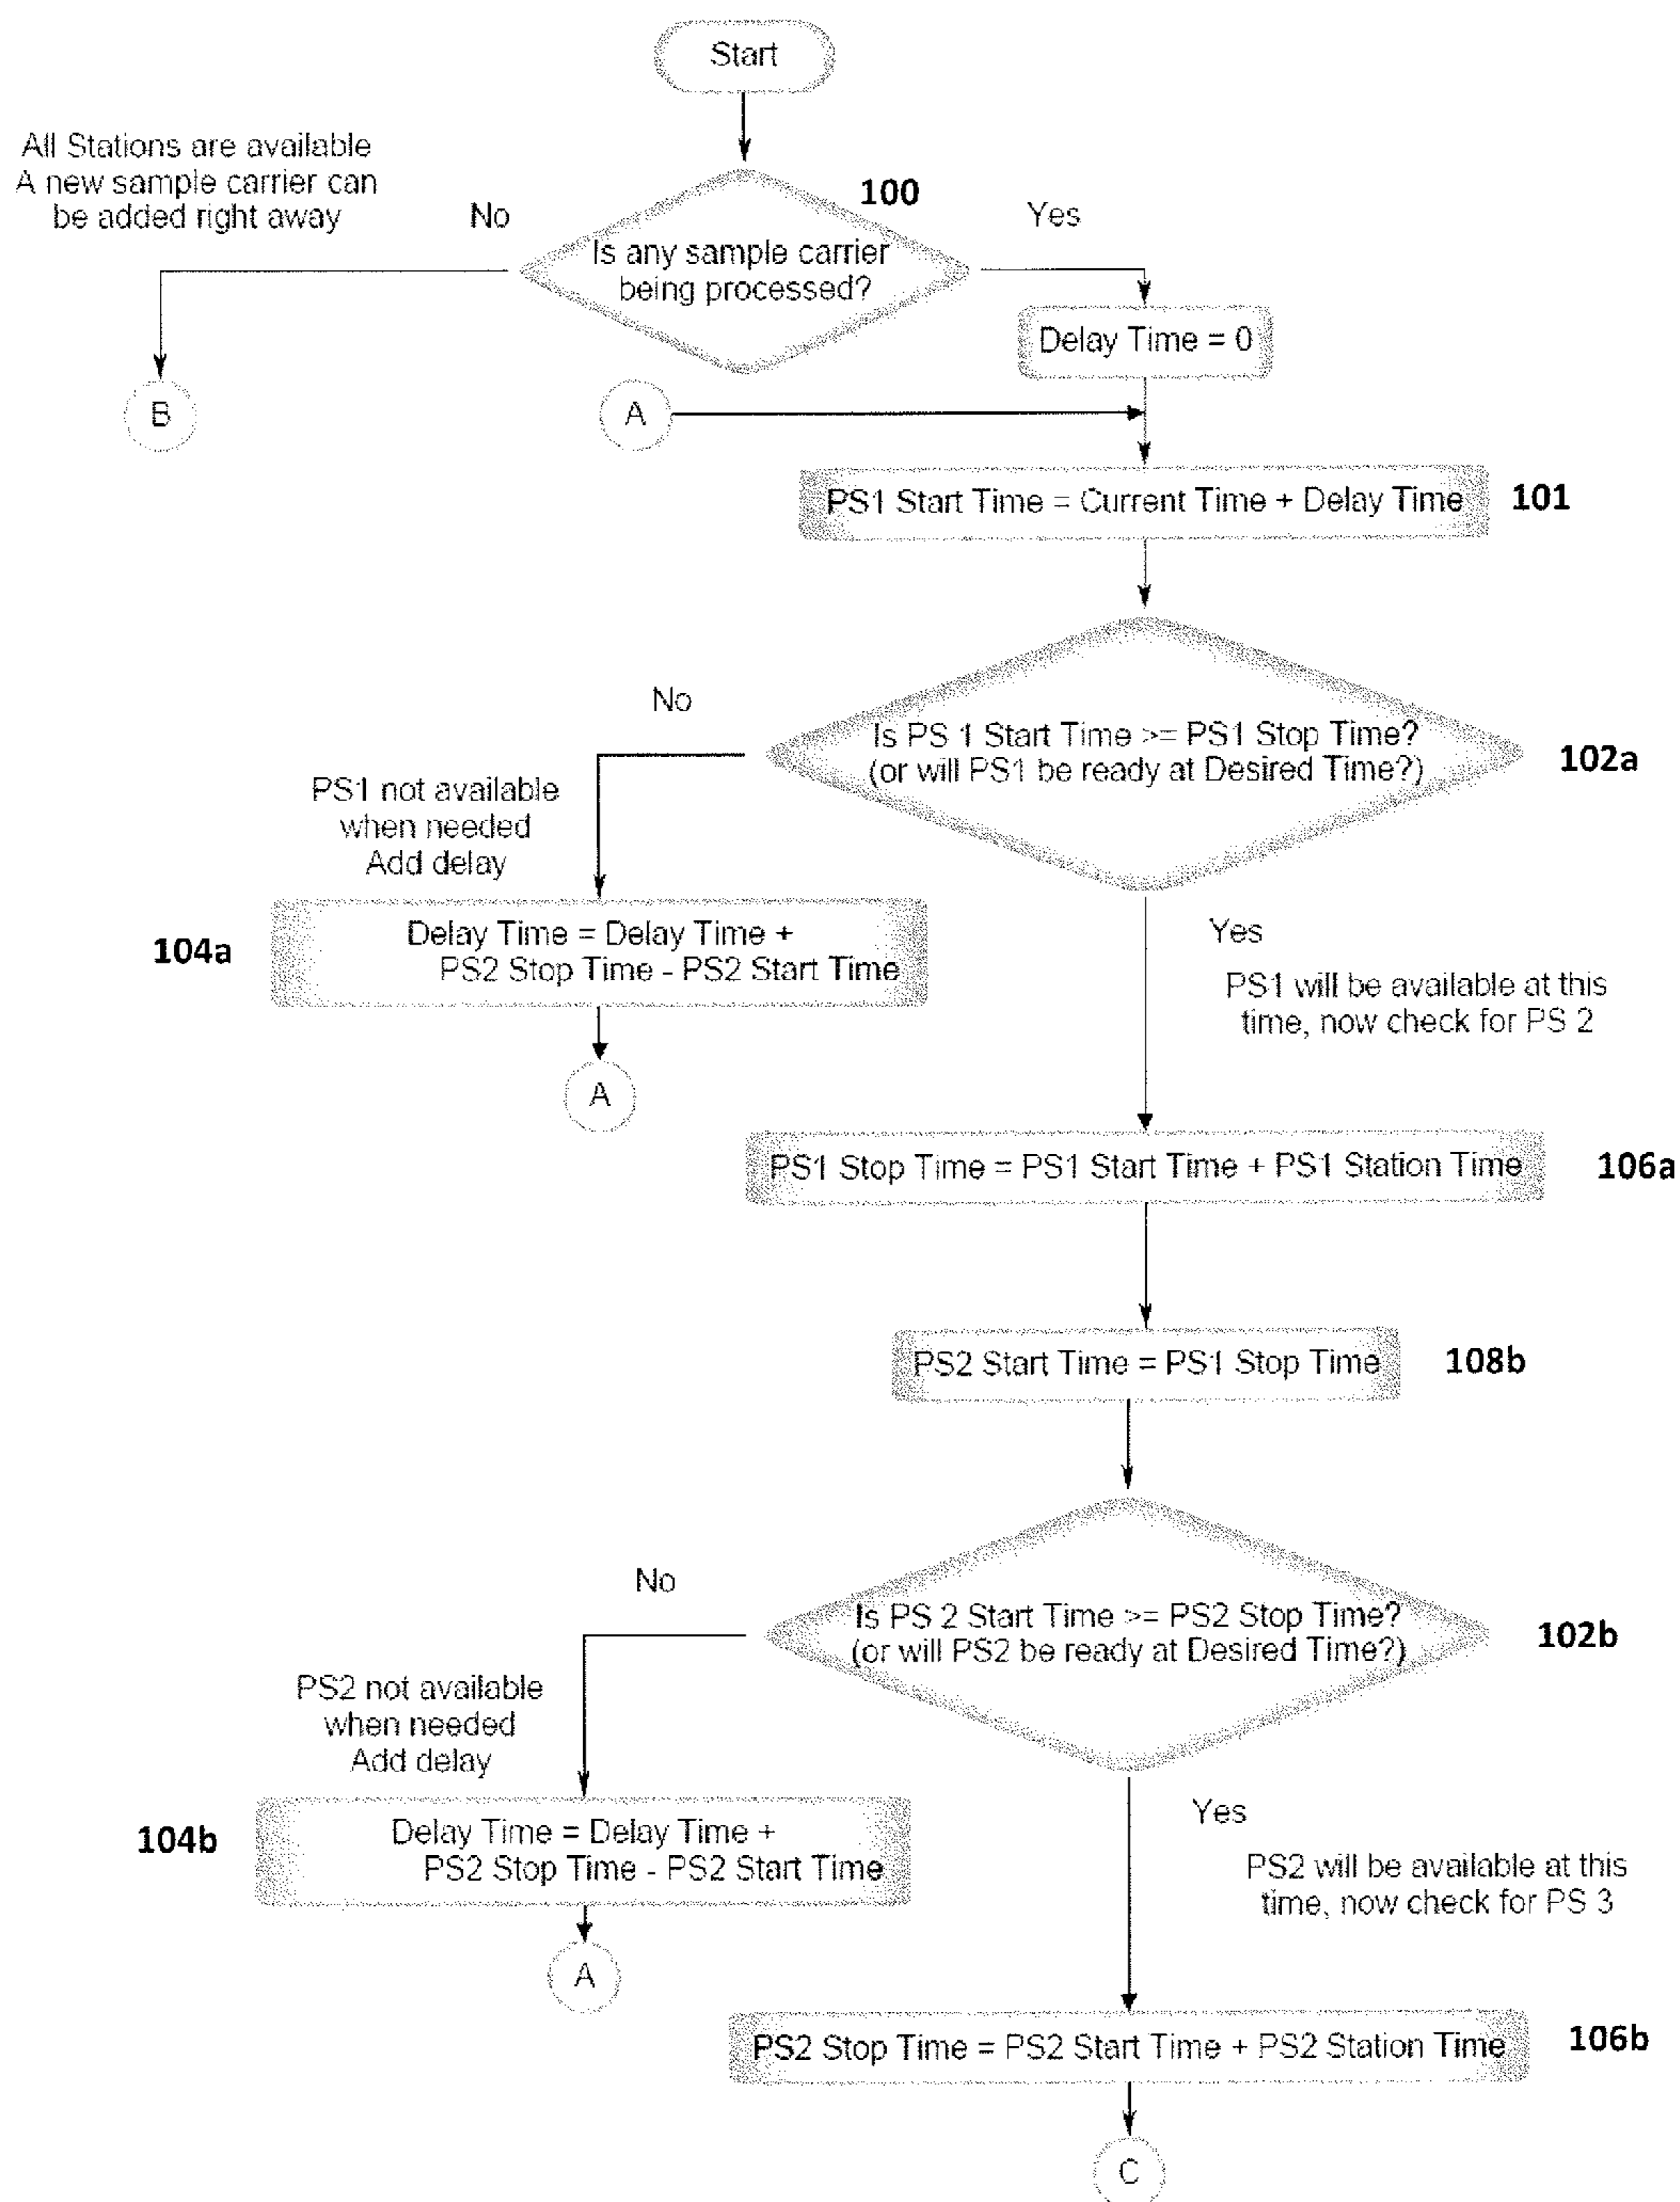 Start
All Stations are available
A new sample carrier can
be added right away
No
100
Yes
Is any sample carrier
being processed?
Delay Time = 0
B
A
PS1 Start Time = Current Time + Delay Time
101
No
Is PS 1 Start Time >= PS1 Stop Time?
(or will PS1 be ready at Desired Time?)
102a
PS1 not available
when needed
Add delay
104a
Delay Time = Delay Time +
PS2 Stop Time - PS2 Start Time
Yes
PS1 will be available at this
time, now check for PS 2
A
PS1 Stop Time = PS1 Start Time + PS1 Station Time
106a
PS2 Start Time = PS1 Stop Time
108b
No
Is PS 2 Start Time >= PS2 Stop Time?
(or will PS2 be ready at Desired Time?)
102b
PS2 not available
when needed
Add delay
104b
Delay Time = Delay Time +
PS2 Stop Time - PS2 Start Time
Yes
PS2 will be available at this
time, now check for PS 3
A
PS2 Stop Time = PS2 Start Time + PS2 Station Time
106b
C